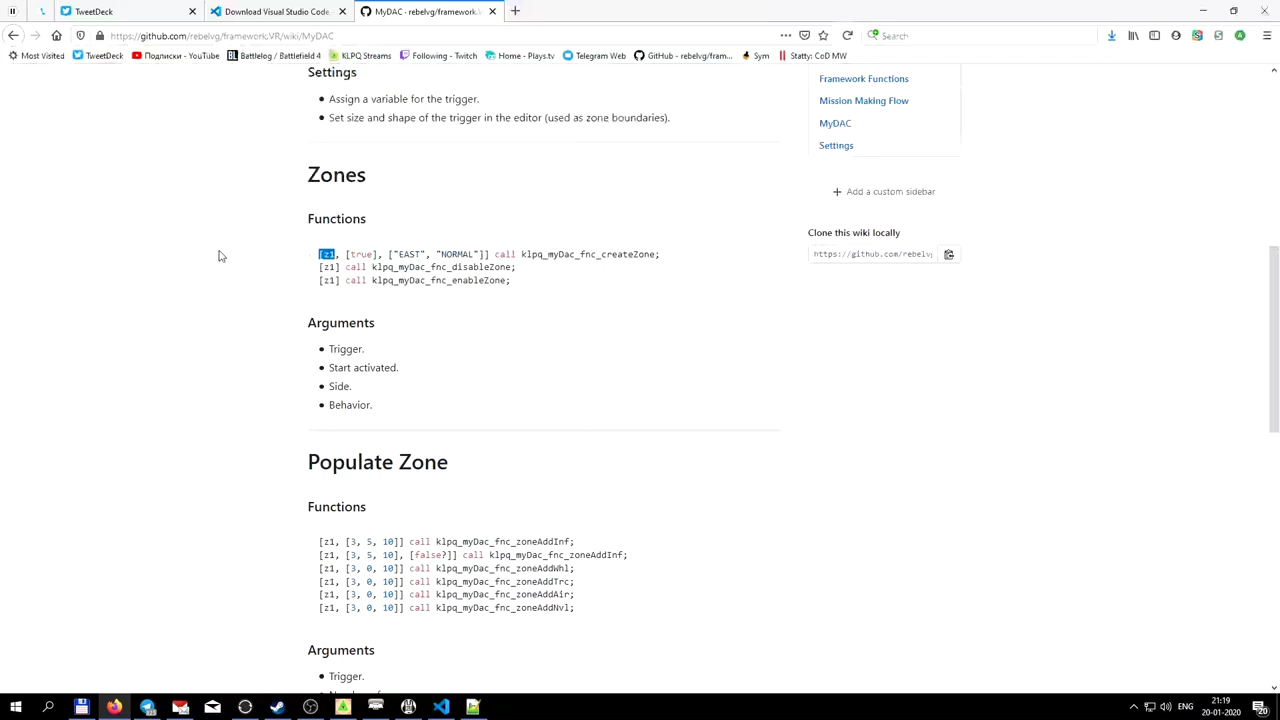 TweetDeck
Download Visual Studio Code
MyDAC - rebelvg/framework.
https://github.com/rebelvg/framework.VR/wiki/MyDAC
Search
Most Visited
TweetDeck
Подписки - YouTube
Battlelog / Battlefield 4
KLPQ Streams
Following - Twitch
Home - Plays.tv
Telegram Web
GitHub - rebelvg/fram...
Sym
Statty: CoD MW
Settings
Assign a variable for the trigger.
Set size and shape of the trigger in the editor (used as zone boundaries).
Framework Functions
Mission Making Flow
MyDAC
Settings
+ Add a custom sidebar
Clone this wiki locally
https://github.com/rebelvg
Zones
Functions
[z1, [true], ["EAST", "NORMAL"]] call klpq_myDac_fnc_createZone;
[z1] call klpq_myDac_fnc_disableZone;
[z1] call klpq_myDac_fnc_enableZone;
Arguments
Trigger.
Start activated.
Side.
Behavior.
Populate Zone
Functions
[z1, [3, 5, 10]] call klpq_myDac_fnc_zoneAddInf;
[z1, [3, 5, 10], [false?]] call klpq_myDac_fnc_zoneAddInf;
[z1, [3, 0, 10]] call klpq_myDac_fnc_zoneAddWhl;
[z1, [3, 0, 10]] call klpq_myDac_fnc_zoneAddTrc;
[z1, [3, 0, 10]] call klpq_myDac_fnc_zoneAddAir;
[z1, [3, 0, 10]] call klpq_myDac_fnc_zoneAddNvl;
Arguments
Trigger.
ENG
21:19
20-01-2020